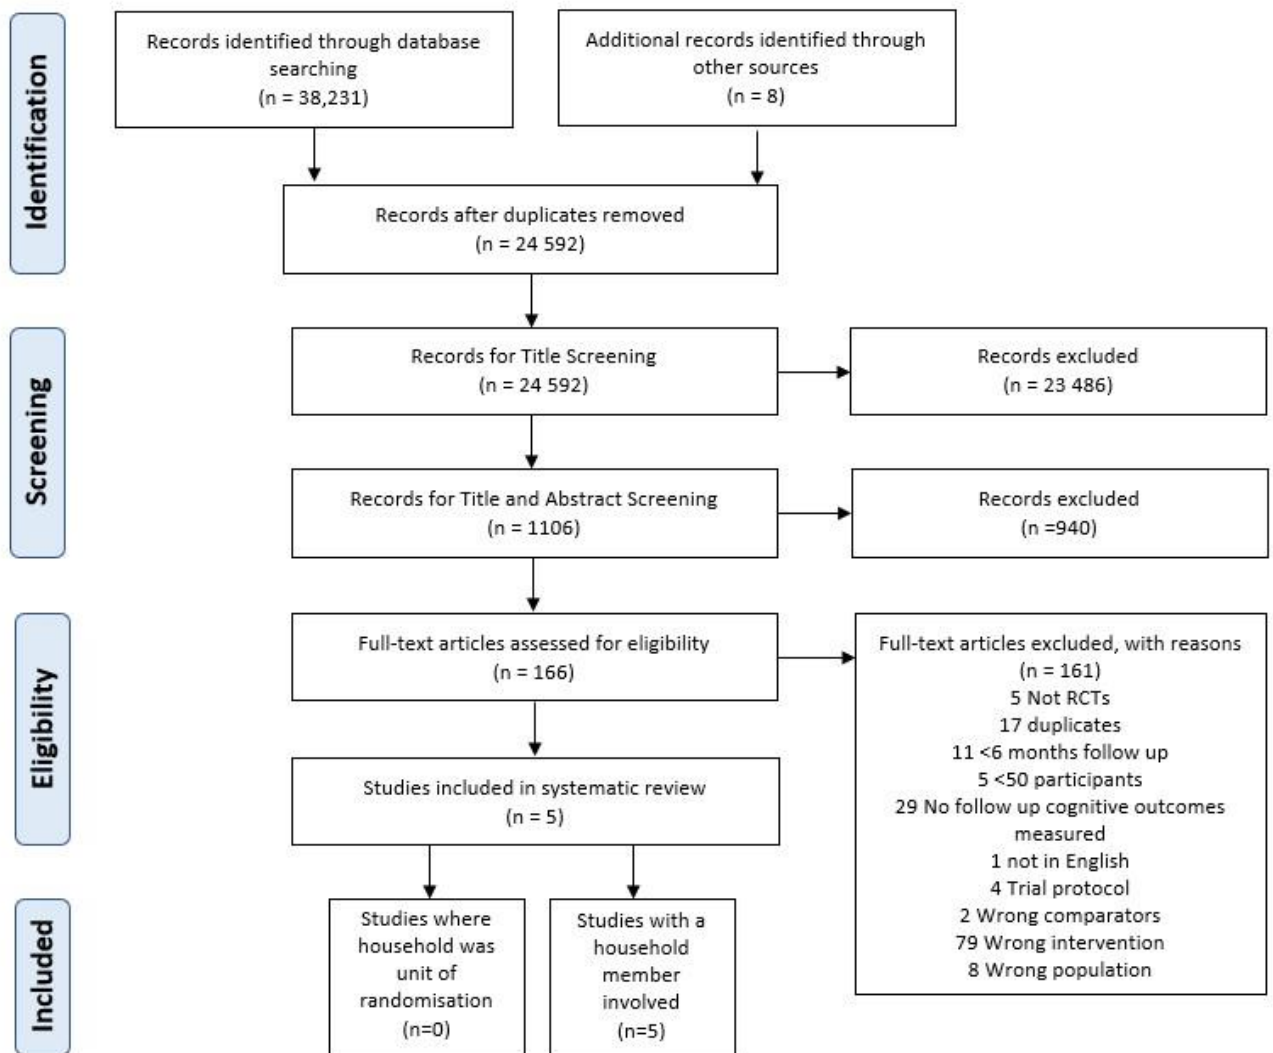 Identification
Records identified through database
searching
(n = 38,231)
Additional records identified through
other sources
(n = 8)
Records after duplicates removed
(n = 24 592)
Screening
Records for Title Screening
(n = 24 592)
Records excluded
(n = 23 486)
Records for Title and Abstract Screening
(n = 1106)
Records excluded
(n =940)
Eligibility
Full-text articles assessed for eligibility
(n = 166)
Full-text articles excluded, with reasons
(n = 161)
5 Not RCTs
17 duplicates
11 <6 months follow up
5 <50 participants
29 No follow up cognitive outcomes
measured
1 not in English
4 Trial protocol
2 Wrong comparators
79 Wrong intervention
8 Wrong population
Studies included in systematic review
(n = 5)
Included
Studies where
household was
unit of
randomisation
(n=0)
Studies with a
household
member
involved
(n=5)